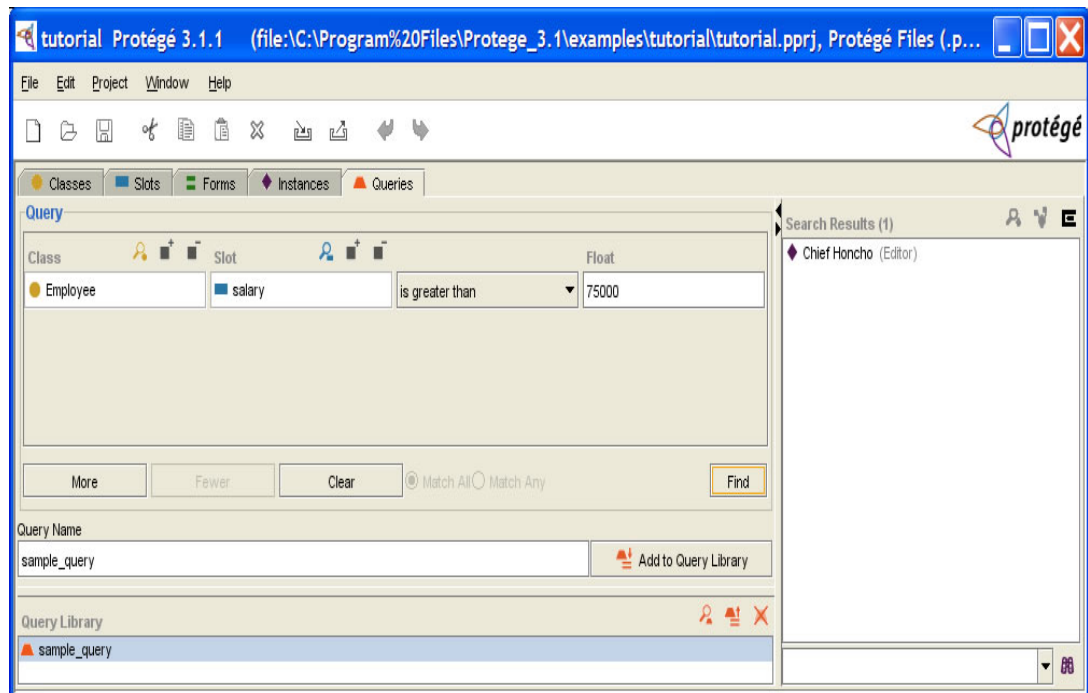 tutorial Protégé 3.1.1 (file:\C:\Program%20Files\Protege_3.1\examples\tutorial\tutorial.pprj, Protégé Files (.p...
File Edit Project Window Help
protégé
Classes Slots Forms Instances Queries
Query
Class Slot Float
Employee salary is greater than 75000
More Fewer Clear Match All Match Any Find
Query Name
sample_query Add to Query Library
Query Library
sample_query
Search Results (1)
Chief Honcho (Editor)